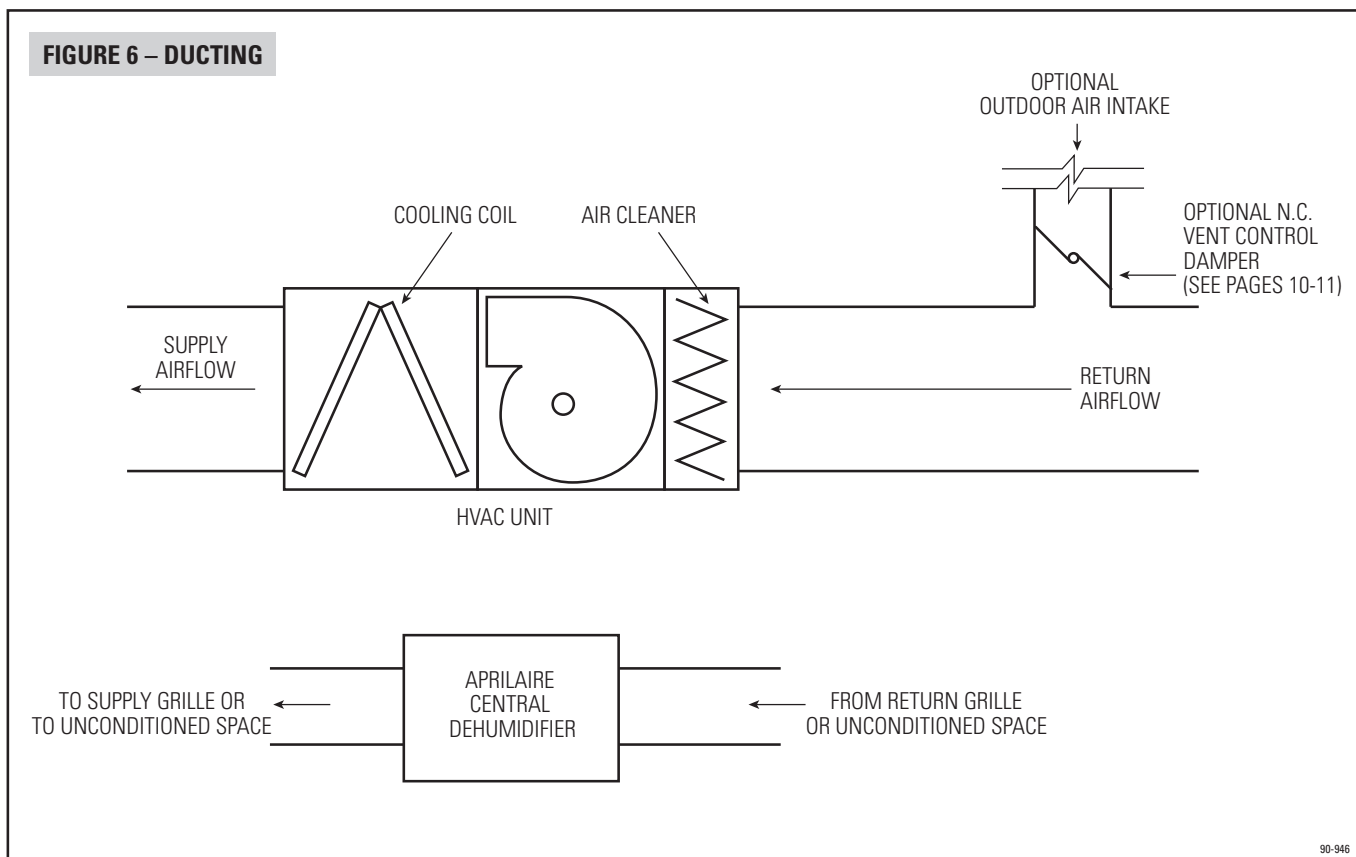 FIGURE 6 – DUCTING
OPTIONAL
OUTDOOR AIR INTAKE
COOLING COIL
AIR CLEANER
OPTIONAL N.C.
VENT CONTROL
DAMPER
(SEE PAGES 10-11)
SUPPLY
AIRFLOW
RETURN
AIRFLOW
HVAC UNIT
TO SUPPLY GRILLE OR
TO UNCONDITIONED SPACE
APRILAIRE
CENTRAL
DEHUMIDIFIER
FROM RETURN GRILLE
OR UNCONDITIONED SPACE
90-946